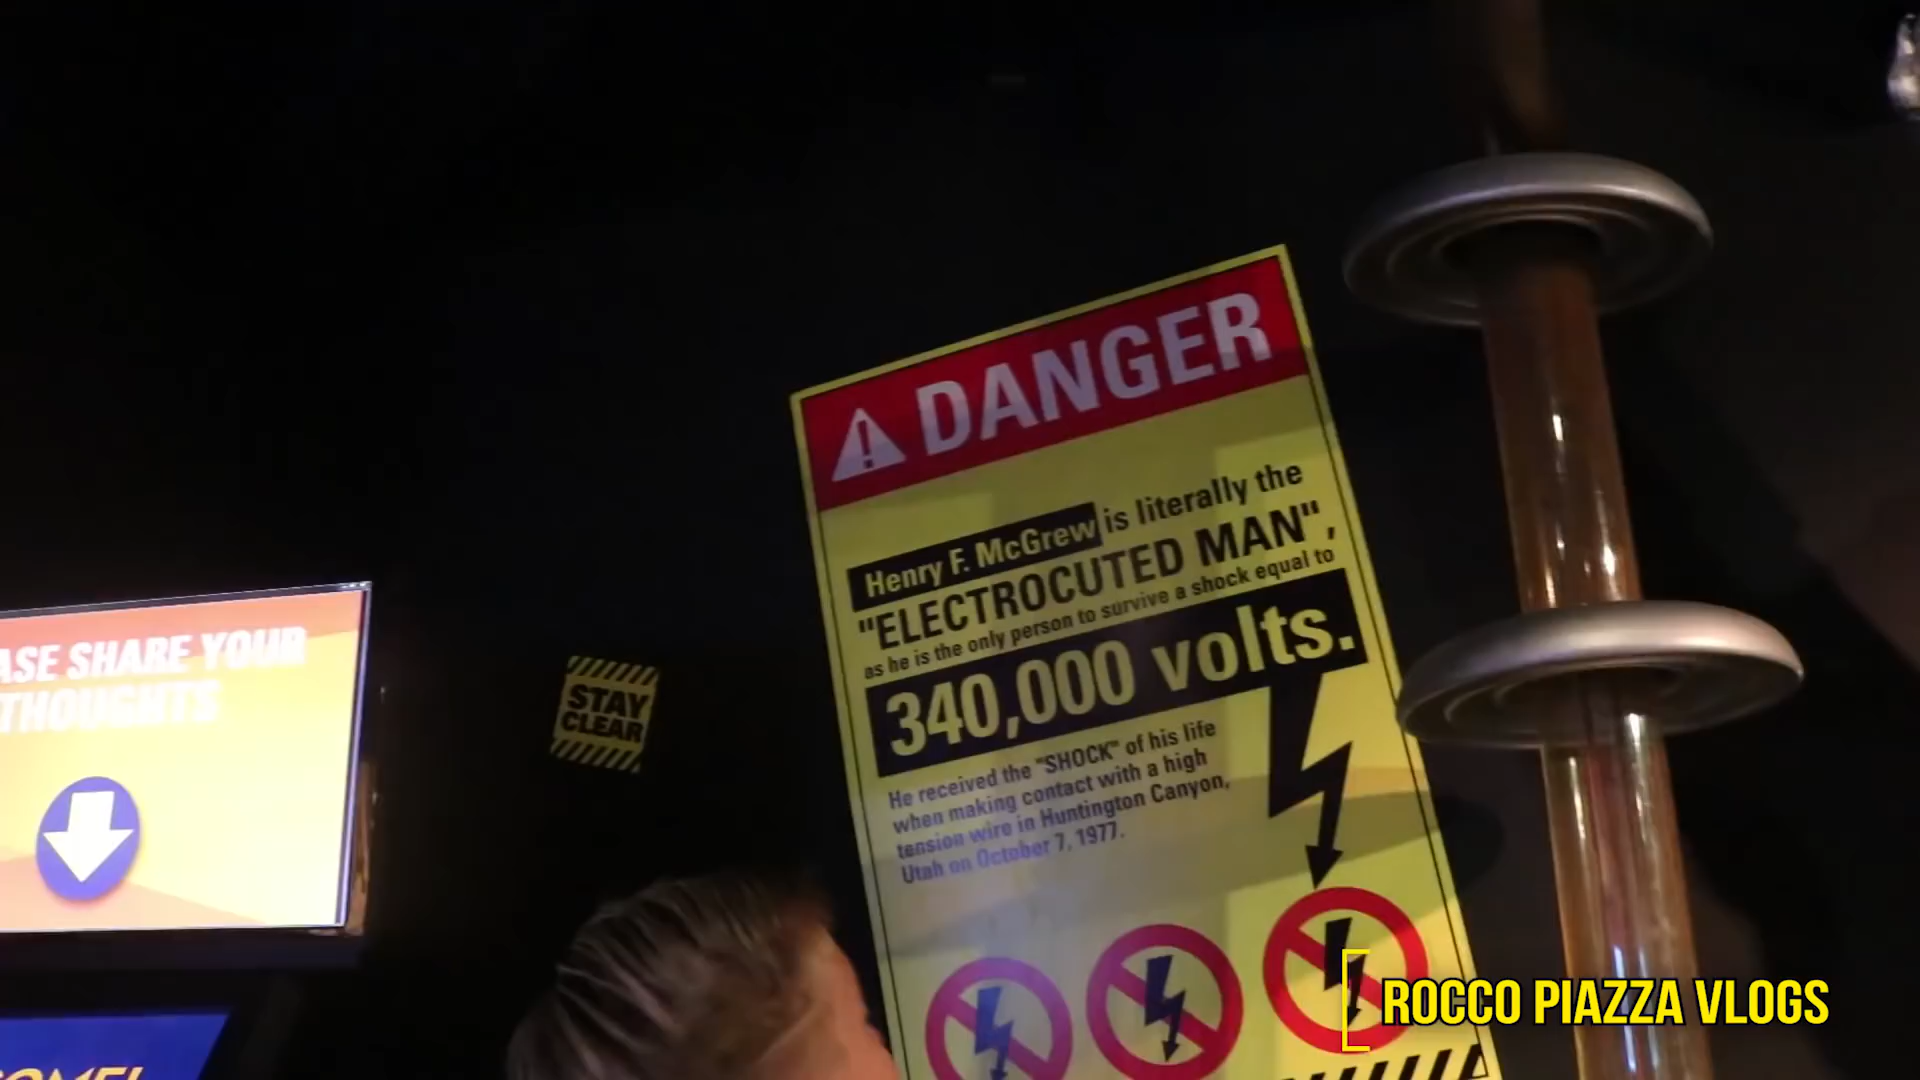 DANGER
Henry F. McGrew is literally the
"ELECTROCUTED MAN",
as he is the only person to survive a shock equal to
340,000 volts.
He received the "SHOCK" of his life
when making contact with a high
tension wire in Huntington Canyon,
Utah on October 7, 1977.
STAY
CLEAR
ASE SHARE YOUR
THOUGHTS
ROCCO PIAZZA VLOGS